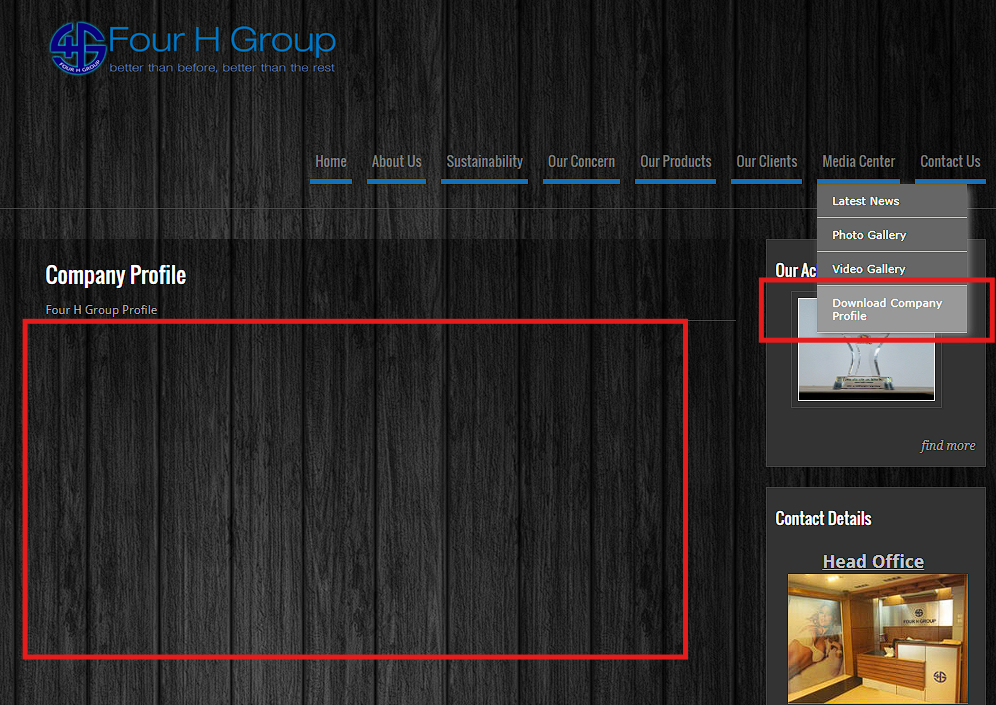 Four H Group
better than before, better than the rest
FOUR H GROUP
Home About Us Sustainability Our Concern Our Products Our Clients Media Center Contact Us
Latest News
Photo Gallery
Video Gallery
Download Company
Profile
Company Profile
Four H Group Profile
Our Ac
find more
Contact Details
Head Office
FOUR H GROUP